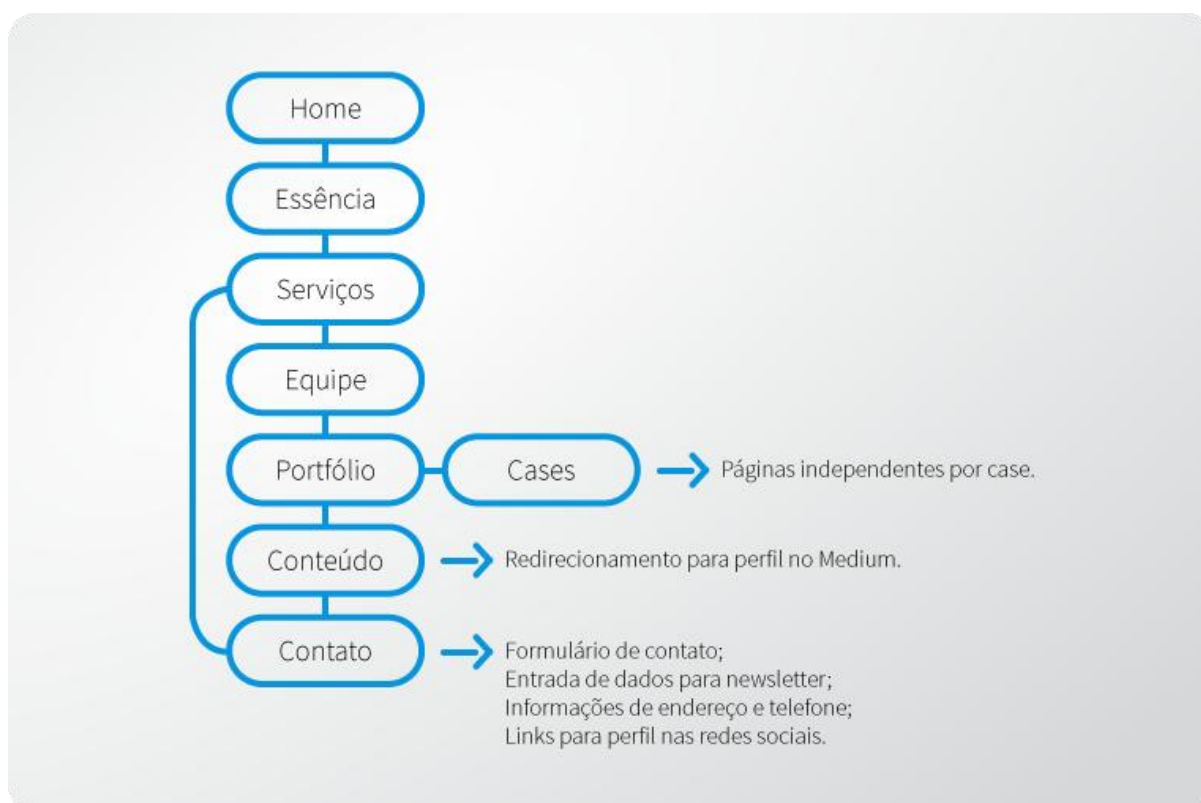 Home
Essência
Serviços
Equipe
Portfólio
Cases
Páginas independentes por case.
Conteúdo
Redirecionamento para perfil no Medium.
Contato
Formulário de contato;
Entrada de dados para newsletter;
Informações de endereço e telefone;
Links para perfil nas redes sociais.